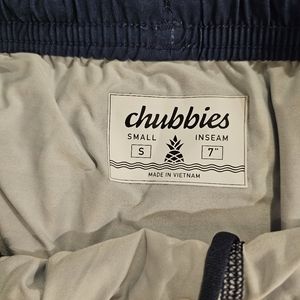 chubbies
SMALL INSEAM
S 7"
MADE IN VIETNAM